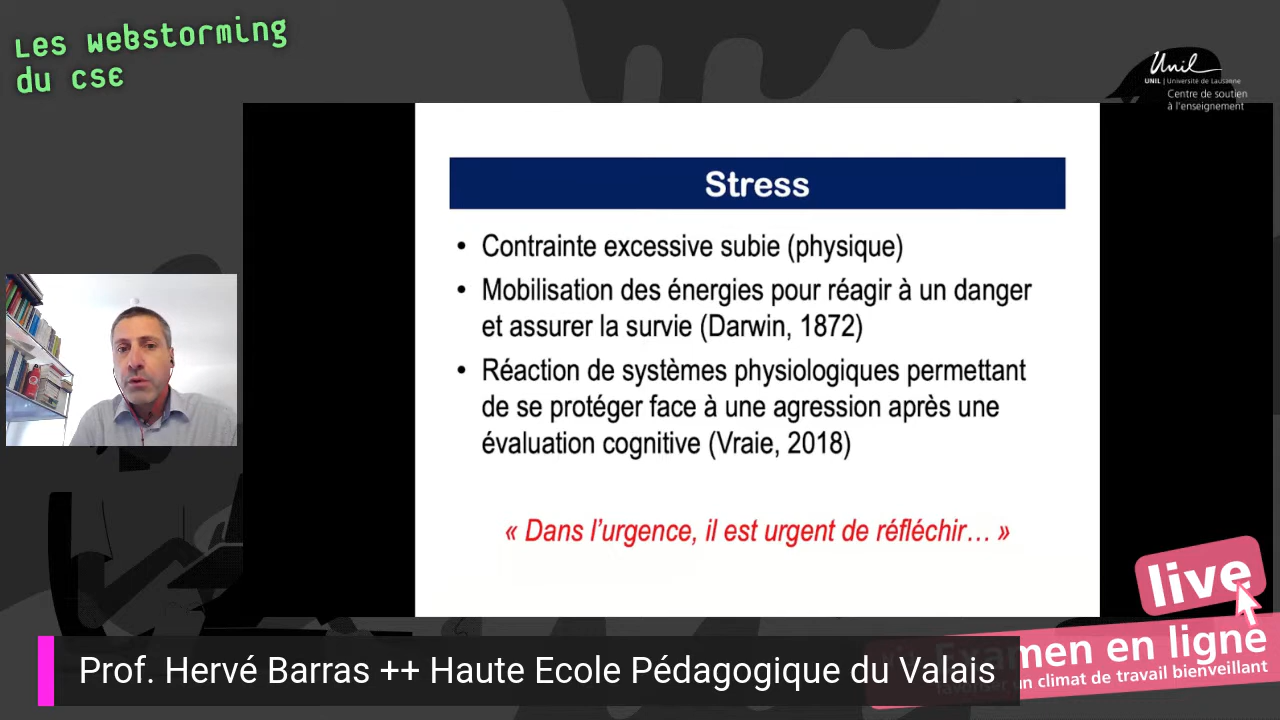 Les webstorming
du CSE
Unil
UNIL | Université de Lausanne
Centre de soutien
à l'enseignement
Stress
• Contrainte excessive subie (physique)
• Mobilisation des énergies pour réagir à un danger
et assurer la survie (Darwin, 1872)
• Réaction de systèmes physiologiques permettant
de se protéger face à une agression après une
évaluation cognitive (Vraie, 2018)
« Dans l’urgence, il est urgent de réfléchir… »
live
Examen en ligne
favoriser un climat de travail bienveillant
Prof. Hervé Barras ++ Haute Ecole Pédagogique du Valais